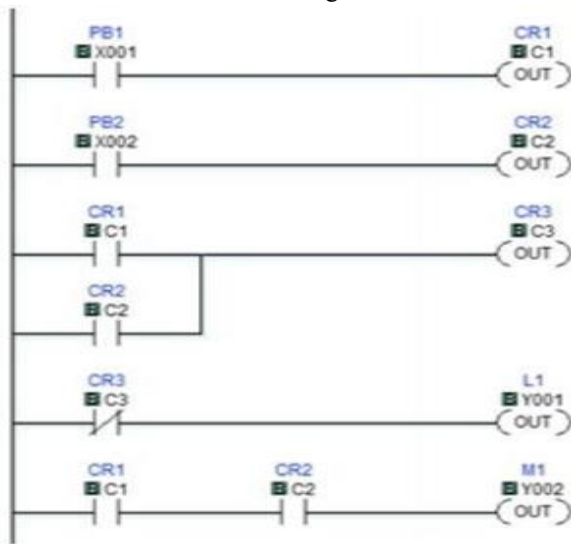 PB1 CR1
B X001 B C1
OUT
PB2 CR2
B X002 B C2
OUT
CR1 CR3
B C1 B C3
OUT
CR2
B C2
CR3 L1
B C3 B Y001
OUT
CR1 CR2 M1
B C1 B C2 B Y002
OUT